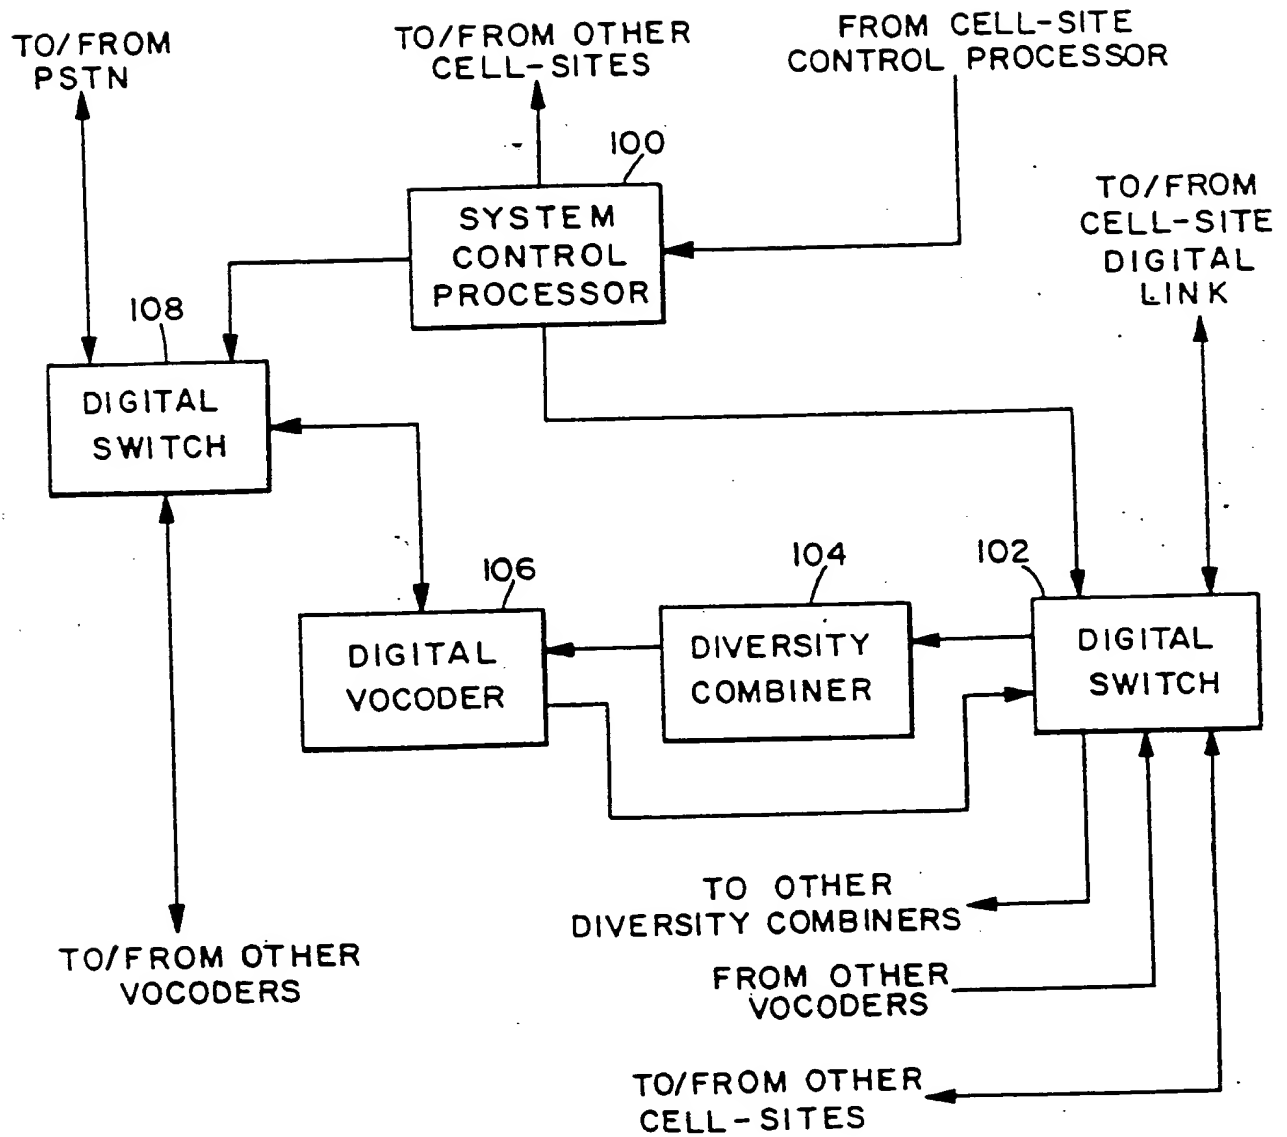 TO/FROM
PSTN
TO/FROM OTHER
CELL-SITES
FROM CELL-SITE
CONTROL PROCESSOR
100
SYSTEM
CONTROL
PROCESSOR
TO/FROM
CELL-SITE
DIGITAL
LINK
108
DIGITAL
SWITCH
106
DIGITAL
VOCODER
104
DIVERSITY
COMBINER
102
DIGITAL
SWITCH
TO OTHER
DIVERSITY COMBINERS
TO/FROM OTHER
VOCODERS
FROM OTHER
VOCODERS
TO/FROM OTHER
CELL-SITES